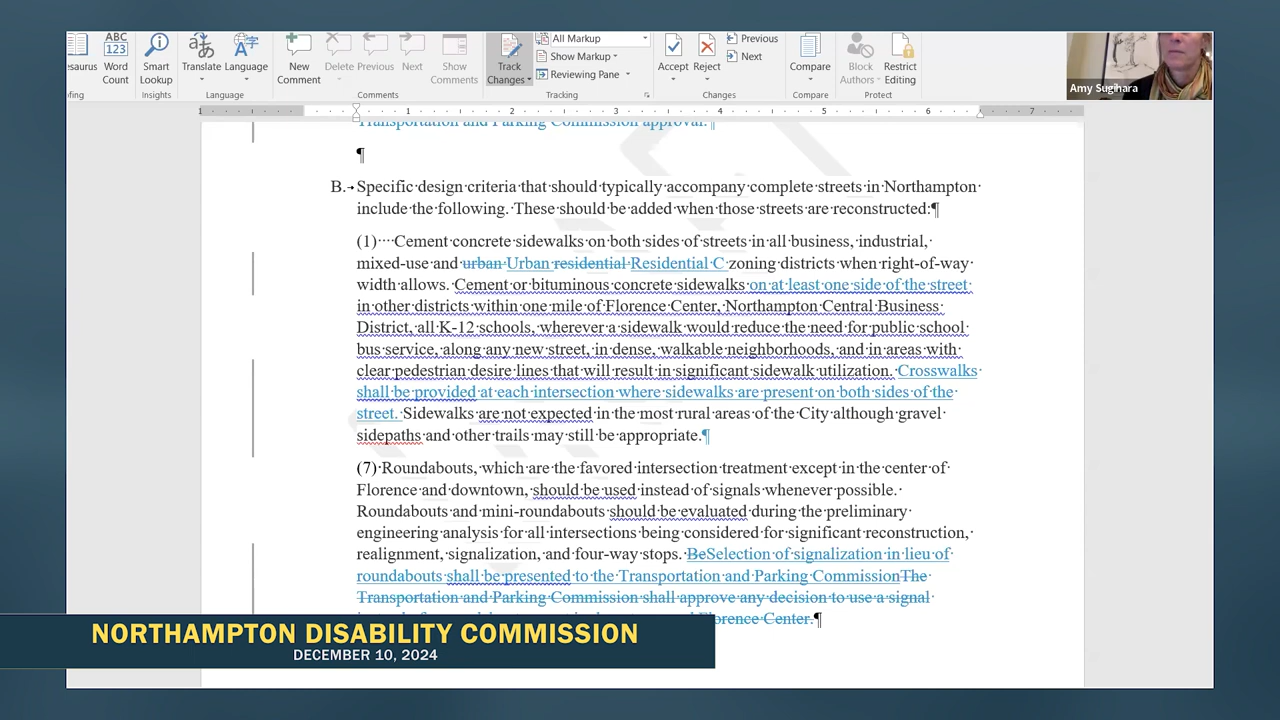 esaurus
ABC
123
Word
Count
Smart
Lookup
Translate
Language
New
Comment
Delete
Previous
Next
Show
Comments
Track
Changes
All Markup
Show Markup
Reviewing Pane
Accept
Reject
Previous
Next
Compare
Block
Authors
Restrict
Editing
Insights
Language
Comments
Tracking
Changes
Compare
Protect
Amy Sugihara
1 1 2 3 4 5 6 7
Transportation and Parking Commission approval.¶
¶
B.→Specific·design·criteria·that·should·typically·accompany·complete·streets·in·Northampton·
include·the·following.·These·should·be·added·when·those·streets·are·reconstructed:¶
(1)····Cement·concrete·sidewalks·on·both·sides·of·streets·in·all·business,·industrial,·
mixed-use·and·urban·Urban·residential·Residential·C·zoning·districts·when·right-of-way·
width·allows.·Cement·or·bituminous·concrete·sidewalks·on·at·least·one·side·of·the·street·
in·other·districts·within·one·mile·of·Florence·Center,·Northampton·Central·Business·
District,·all·K-12·schools,·wherever·a·sidewalk·would·reduce·the·need·for·public·school·
bus·service,·along·any·new·street,·in·dense,·walkable·neighborhoods,·and·in·areas·with·
clear·pedestrian·desire·lines·that·will·result·in·significant·sidewalk·utilization.·Crosswalks·
shall·be·provided·at·each·intersection·where·sidewalks·are·present·on·both·sides·of·the·
street.·Sidewalks·are·not·expected·in·the·most·rural·areas·of·the·City·although·gravel·
sidepaths·and·other·trails·may·still·be·appropriate.¶
(7)·Roundabouts,·which·are·the·favored·intersection·treatment·except·in·the·center·of·
Florence·and·downtown,·should·be·used·instead·of·signals·whenever·possible.·
Roundabouts·and·mini-roundabouts·should·be·evaluated·during·the·preliminary·
engineering·analysis·for·all·intersections·being·considered·for·significant·reconstruction,·
realignment,·signalization,·and·four-way·stops.·BeSelection·of·signalization·in·lieu·of·
roundabouts·shall·be·presented·to·the·Transportation·and·Parking·CommissionThe·
Transportation·and·Parking·Commission·shall·approve·any·decision·to·use·a·signal·
Florence·Center.¶
NORTHAMPTON DISABILITY COMMISSION
DECEMBER 10, 2024